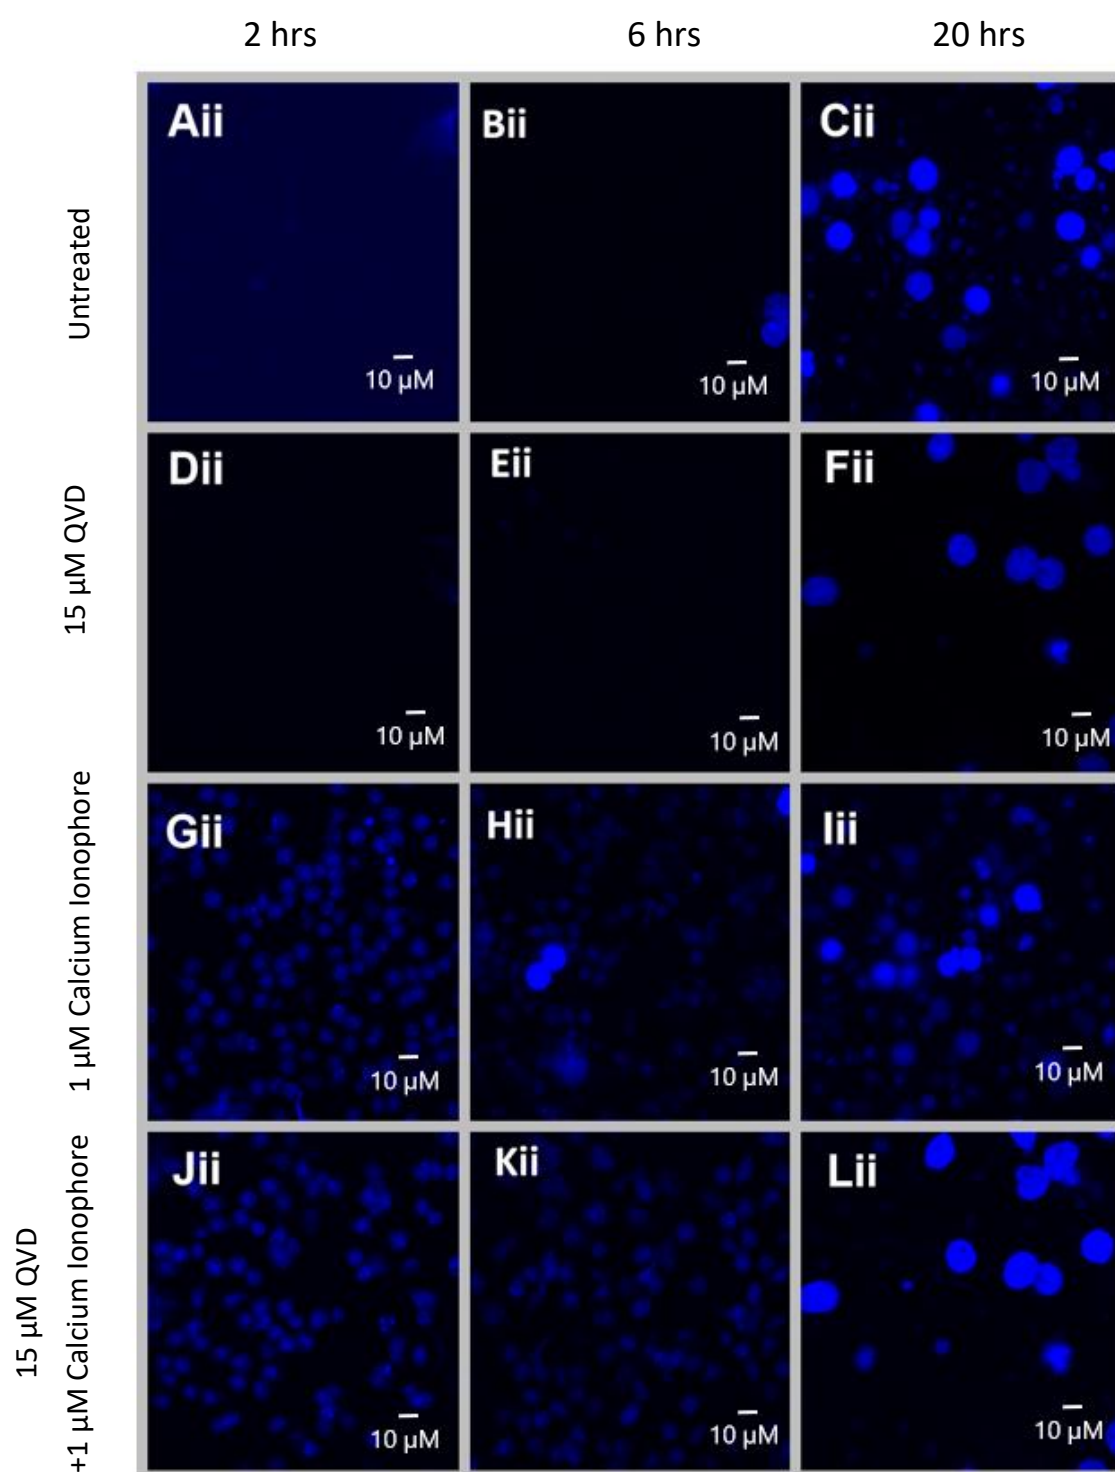 2 hrs 6 hrs 20 hrs
Untreated
Aii Bii Cii
10 µM 10 µM 10 µM
15 µM QVD
Dii Eii Fii
10 µM 10 µM 10 µM
1 µM Calcium Ionophore
Gii Hii Iii
10 µM 10 µM 10 µM
15 µM QVD
+1 µM Calcium Ionophore
Jii Kii Lii
10 µM 10 µM 10 µM